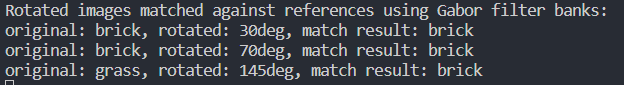 Rotated images matched against references using Gabor filter banks:
original: brick, rotated: 30deg, match result: brick
original: brick, rotated: 70deg, match result: brick
original: grass, rotated: 145deg, match result: brick